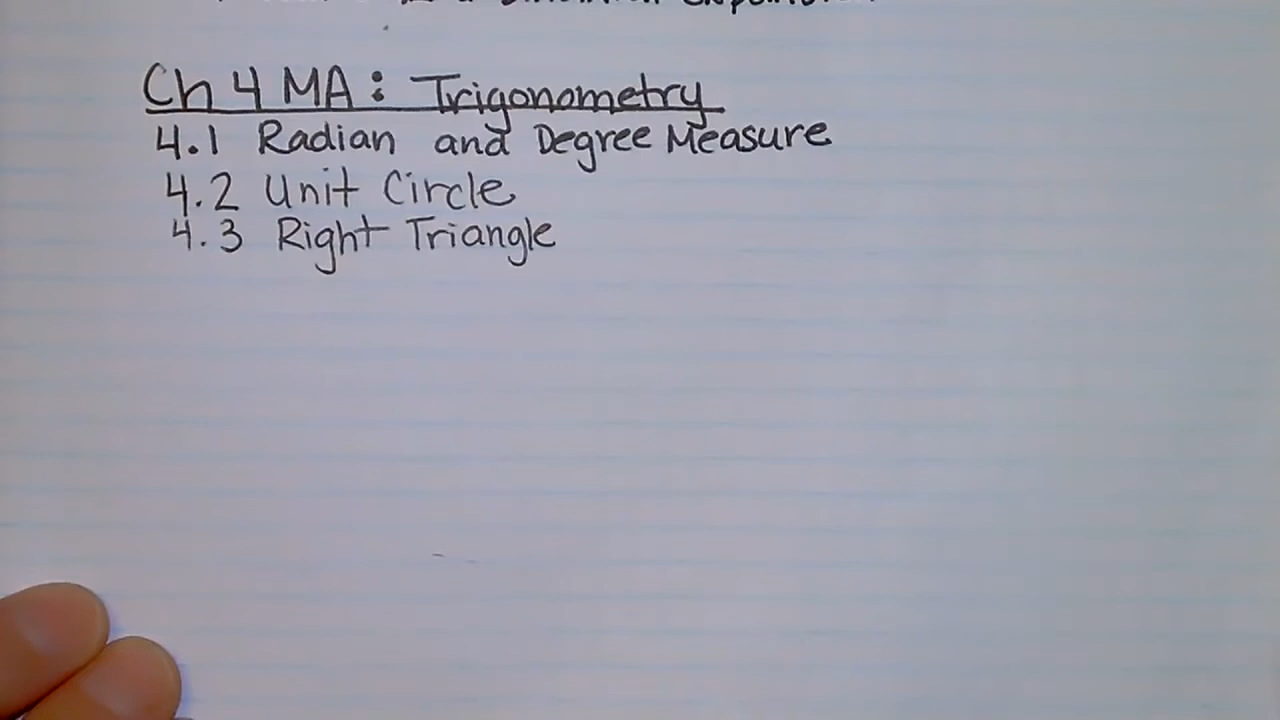 Ch 4 MA: Trigonometry
4.1 Radian and Degree Measure
4.2 Unit Circle
4.3 Right Triangle